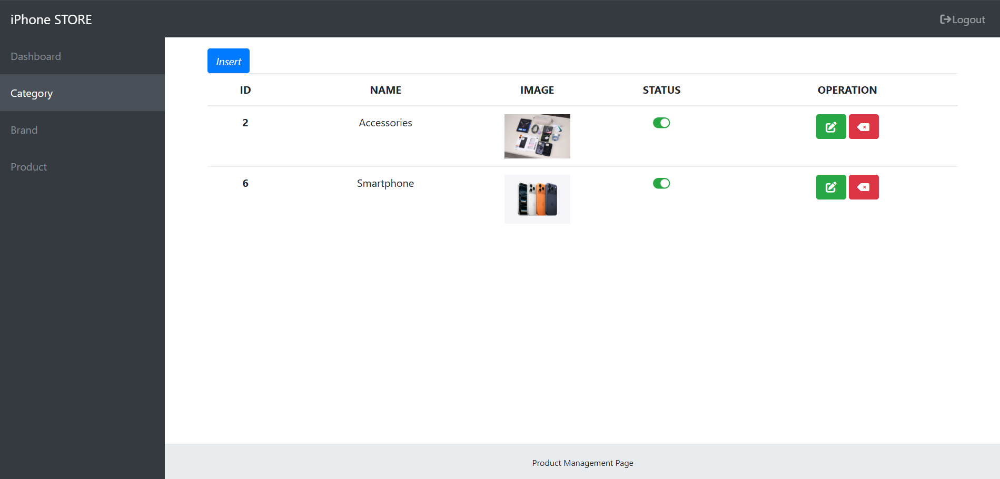 iPhone STORE
Logout
Dashboard
Category
Brand
Product
Insert
ID NAME IMAGE STATUS OPERATION
2 Accessories
6 Smartphone
Product Management Page